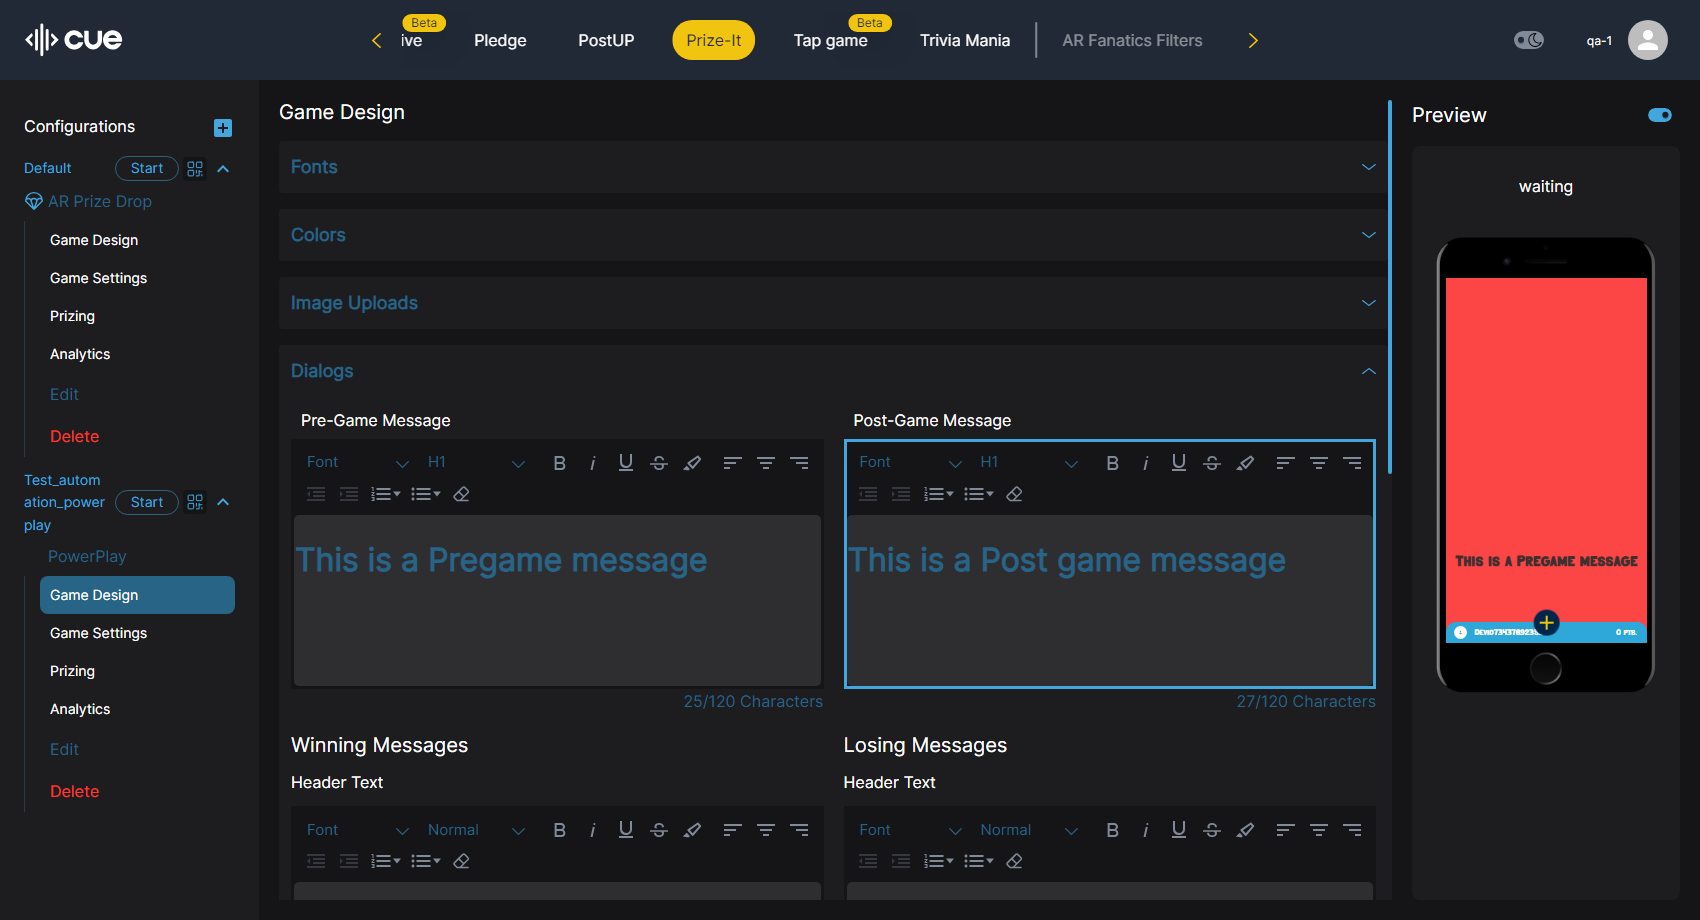 cue
Beta
ive
Pledge
PostUP
Prize-It
Beta
Tap game
Trivia Mania
AR Fanatics Filters
qa-1
Configurations
Default
Start
AR Prize Drop
Game Design
Game Settings
Prizing
Analytics
Edit
Delete
Test_autom
ation_power
play
Start
PowerPlay
Game Design
Game Settings
Prizing
Analytics
Edit
Delete
Game Design
Fonts
Colors
Image Uploads
Dialogs
Pre-Game Message
Font H1
This is a Pregame message
25/120 Characters
Post-Game Message
Font H1
This is a Post game message
27/120 Characters
Winning Messages
Header Text
Font Normal
Losing Messages
Header Text
Font Normal
Preview
waiting
This is a Pregame message
0 PTS.